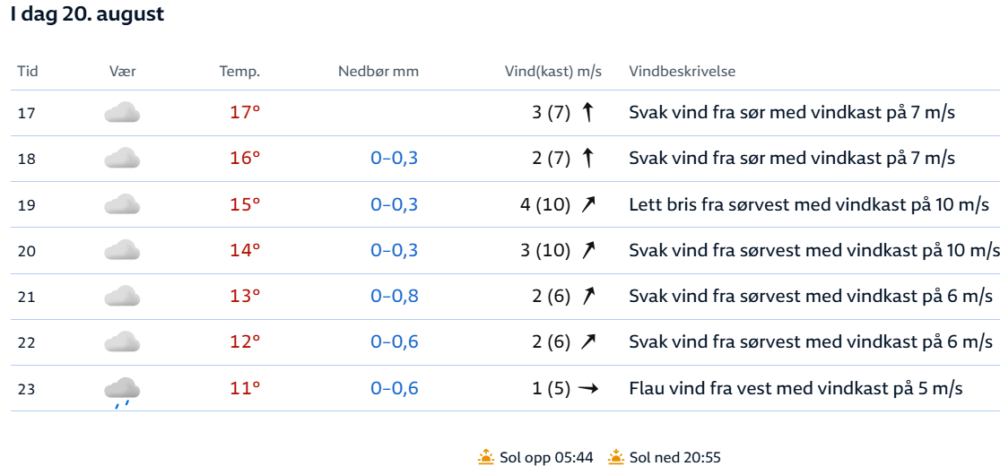 I dag 20. august
Tid Vær Temp. Nedbør mm Vind(kast) m/s Vindbeskrivelse
17 17° 3 (7) Svak vind fra sør med vindkast på 7 m/s
18 16° 0–0,3 2 (7) Svak vind fra sør med vindkast på 7 m/s
19 15° 0–0,3 4 (10) Lett bris fra sørvest med vindkast på 10 m/s
20 14° 0–0,3 3 (10) Svak vind fra sørvest med vindkast på 10 m/s
21 13° 0–0,8 2 (6) Svak vind fra sørvest med vindkast på 6 m/s
22 12° 0–0,6 2 (6) Svak vind fra sørvest med vindkast på 6 m/s
23 11° 0–0,6 1 (5) Flau vind fra vest med vindkast på 5 m/s
Sol opp 05:44 Sol ned 20:55